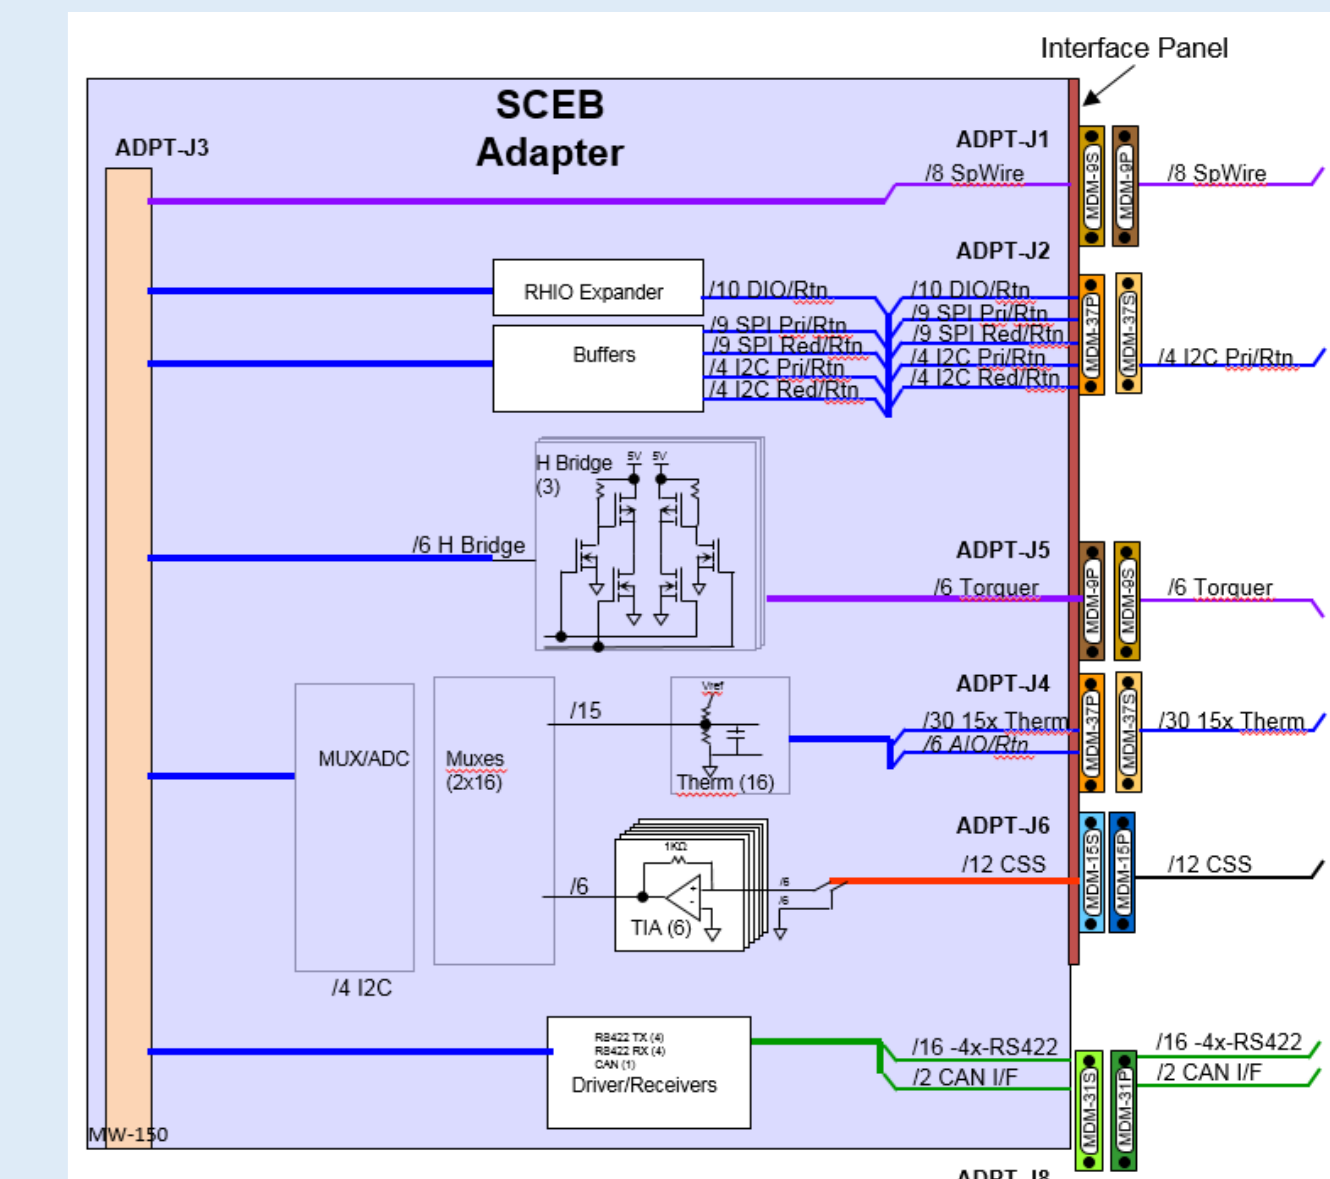 Interface Panel
SCEB
Adapter
ADPT-J3
ADPT-J1
/8 SpWire
MDM-9S
MDM-9P
/8 SpWire
ADPT-J2
RHIO Expander
/10 DIO/Rtn
/10 DIO/Rtn
Buffers
/9 SPI Pri/Rtn
/9 SPI Red/Rtn
/4 I2C Pri/Rtn
/4 I2C Red/Rtn
/9 SPI Pri/Rtn
/9 SPI Red/Rtn
/4 I2C Pri/Rtn
/4 I2C Red/Rtn
MDM-37P
MDM-37S
/4 I2C Pri/Rtn
H Bridge
(3)
5V
5V
/6 H Bridge
ADPT-J5
/6 Torquer
MDM-9P
MDM-9S
/6 Torquer
ADPT-J4
MUX/ADC
Muxes
(2x16)
/15
Vref
Therm (16)
/30 15x Therm
/6 AIO/Rtn
MDM-37P
MDM-37S
/30 15x Therm
ADPT-J6
/6
1KΩ
+
-
TIA (6)
/6
/6
/12 CSS
MDM-15S
MDM-15P
/12 CSS
/4 I2C
RS422 TX (4)
RS422 RX (4)
CAN (1)
Driver/Receivers
/16 -4x-RS422
/2 CAN I/F
MDM-31S
MDM-31P
/16 -4x-RS422
/2 CAN I/F
MW-150
ADPT-J8